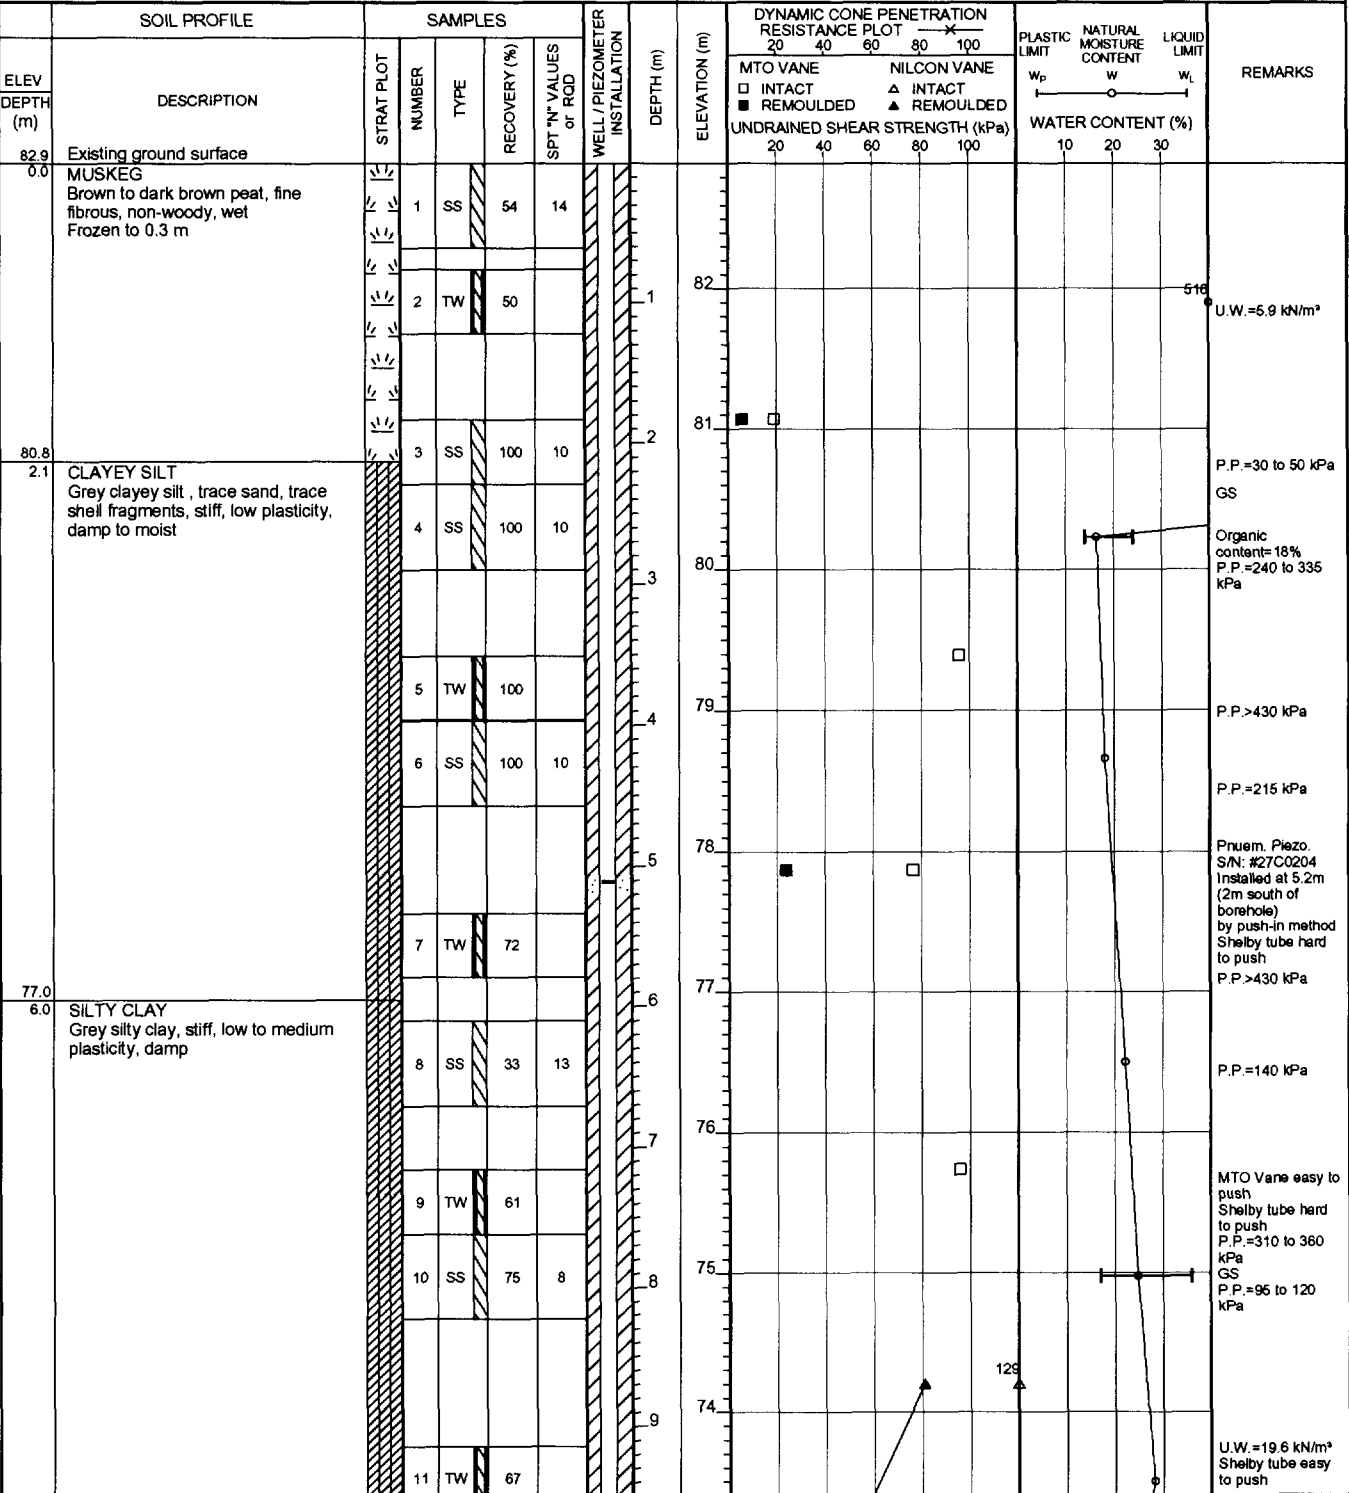 SOIL PROFILE
SAMPLES
ELEV
DEPTH
(m)
DESCRIPTION
STRAT PLOT
NUMBER
TYPE
RECOVERY (%)
SPT "N" VALUES
or RQD
WELL / PIEZOMETER
INSTALLATION
DEPTH (m)
ELEVATION (m)
DYNAMIC CONE PENETRATION
RESISTANCE PLOT
20 40 60 80 100
MTO VANE NILCON VANE
INTACT INTACT
REMOULDED REMOULDED
UNDRAINED SHEAR STRENGTH (kPa)
20 40 60 80 100
PLASTIC
LIMIT
NATURAL
MOISTURE
CONTENT
LIQUID
LIMIT
WP W WL
WATER CONTENT (%)
10 20 30
REMARKS
82.9 Existing ground surface
0.0 MUSKEG
Brown to dark brown peat, fine
fibrous, non-woody, wet
Frozen to 0.3 m
80.8
2.1 CLAYEY SILT
Grey clayey silt , trace sand, trace
shell fragments, stiff, low plasticity,
damp to moist
77.0
6.0 SILTY CLAY
Grey silty clay, stiff, low to medium
plasticity, damp
1 SS 54 14
2 TW 50
3 SS 100 10
4 SS 100 10
5 TW 100
6 SS 100 10
7 TW 72
8 SS 33 13
9 TW 61
10 SS 75 8
11 TW 67
1
2
3
4
5
6
7
8
9
82
81
80
79
78
77
76
75
74
516
129
U.W.=5.9 kN/m³
P.P.=30 to 50 kPa
GS
Organic
content=18%
P.P.=240 to 335
kPa
P.P.>430 kPa
P.P.=215 kPa
Pnuem. Piezo.
S/N: #27C0204
Installed at 5.2m
(2m south of
borehole)
by push-in method
Shelby tube hard
to push
P.P.>430 kPa
P.P.=140 kPa
MTO Vane easy to
push
Shelby tube hard
to push
P.P.=310 to 360
kPa
GS
P.P.=95 to 120
kPa
U.W.=19.6 kN/m³
Shelby tube easy
to push